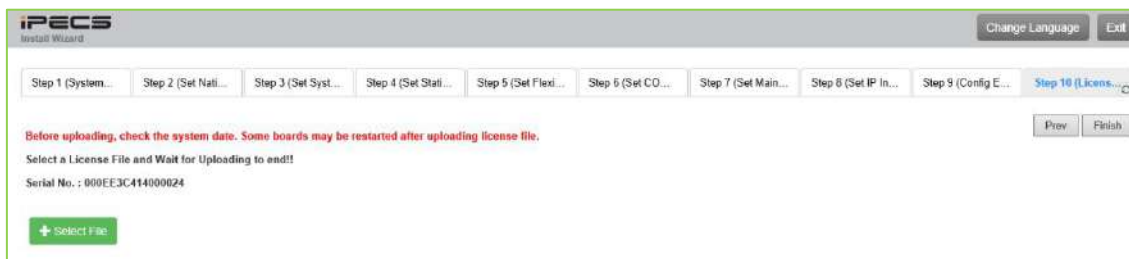 iPECS
Install Wizard
Change Language
Exit
Step 1 (System...
Step 2 (Set Nati...
Step 3 (Set Syst...
Step 4 (Set Stati...
Step 5 (Set Flexi...
Step 6 (Set CO...
Step 7 (Set Main...
Step 8 (Set IP In...
Step 9 (Config E...
Step 10 (Licens...
Prev
Finish
Before uploading, check the system date. Some boards may be restarted after uploading license file.
Select a License File and Wait for Uploading to end!!
Serial No. : 000EE3C414000024
+ Select File